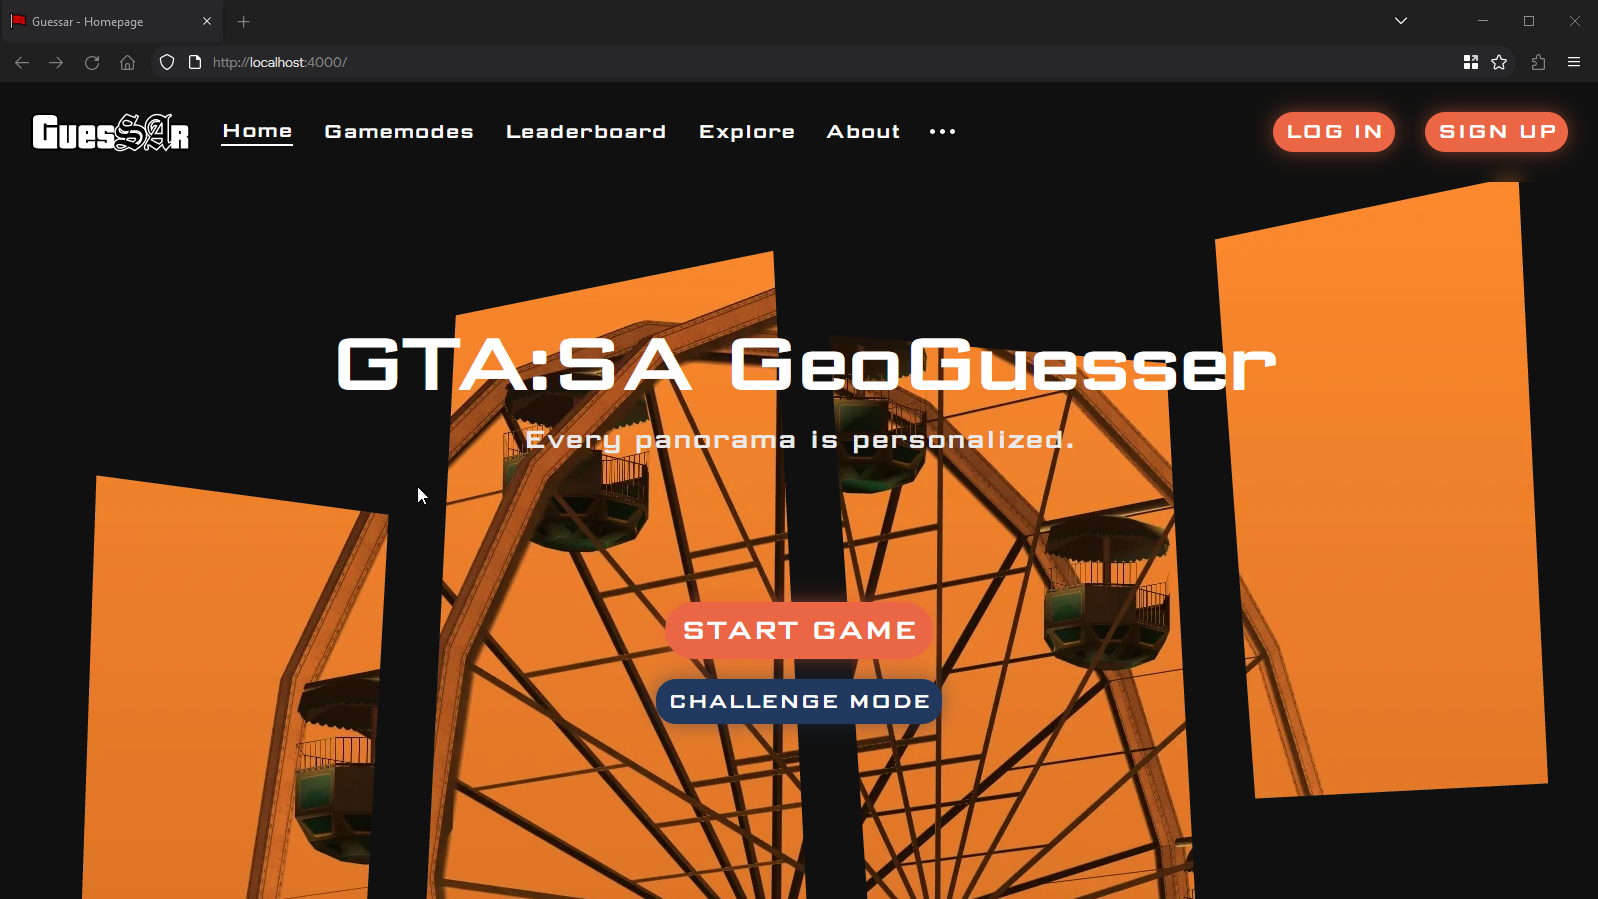 Guessar - Homepage
http://localhost:4000/
GuesSAr
Home
Gamemodes
Leaderboard
Explore
About
LOG IN
SIGN UP
GTA:SA GeoGuesser
Every panorama is personalized.
START GAME
CHALLENGE MODE